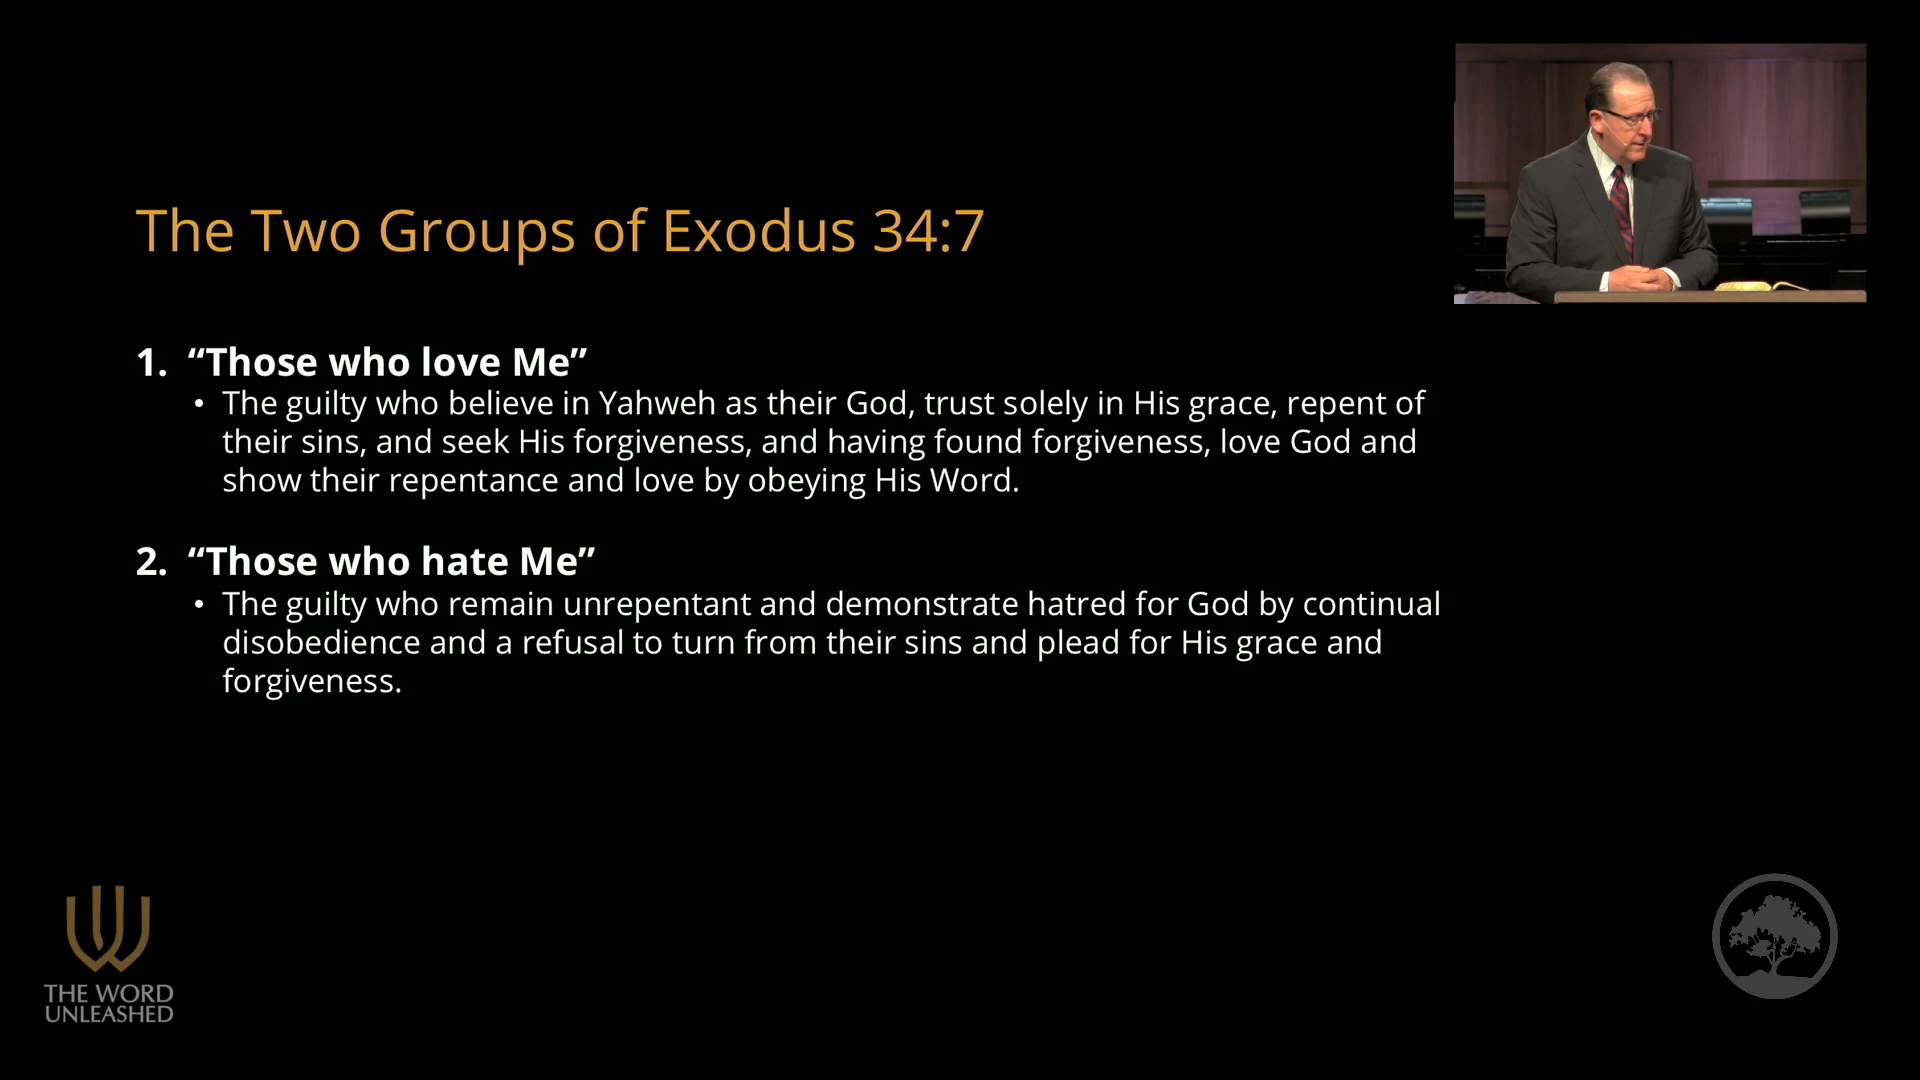 The Two Groups of Exodus 34:7
1. “Those who love Me”
• The guilty who believe in Yahweh as their God, trust solely in His grace, repent of
their sins, and seek His forgiveness, and having found forgiveness, love God and
show their repentance and love by obeying His Word.
2. “Those who hate Me”
• The guilty who remain unrepentant and demonstrate hatred for God by continual
disobedience and a refusal to turn from their sins and plead for His grace and
forgiveness.
THE WORD
UNLEASHED